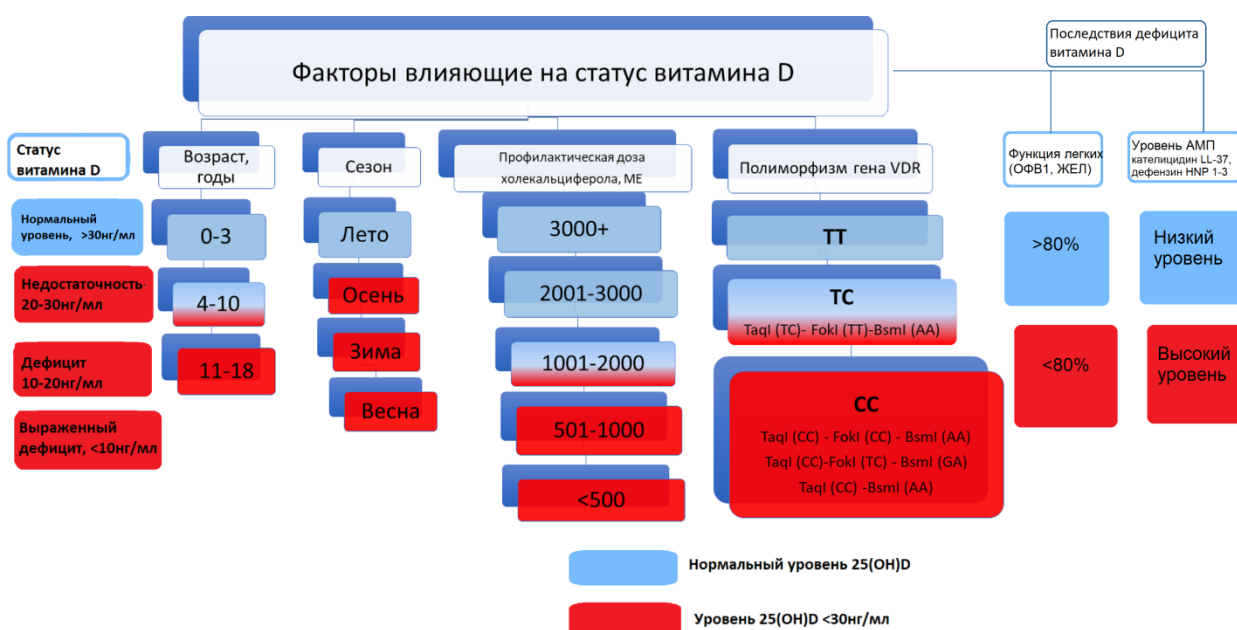 Факторы влияющие на статус витамина D
Последствия дефицита
витамина D
Статус
витамина D
Возраст,
годы
Сезон
Профилактическая доза
холекальциферола, МЕ
Полиморфизм гена VDR
Функция легких
(ОФВ1, ЖЕЛ)
Уровень АМП
кателицидин LL-37,
дефензин HNP 1-3
Нормальный
уровень, >30нг/мл
Недостаточность
20-30нг/мл
Дефицит
10-20нг/мл
Выраженный
дефицит, <10нг/мл
0-3
4-10
11-18
Лето
Осень
Зима
Весна
3000+
2001-3000
1001-2000
501-1000
<500
TT
TC
TaqI (TC)- FokI (TT)-BsmI (AA)
CC
TaqI (CC) - FokI (CC) - BsmI (AA)
TaqI (CC)-FokI (TC) - BsmI (GA)
TaqI (CC) -BsmI (AA)
>80%
<80%
Низкий
уровень
Высокий
уровень
Нормальный уровень 25(OH)D
Уровень 25(OH)D <30нг/мл